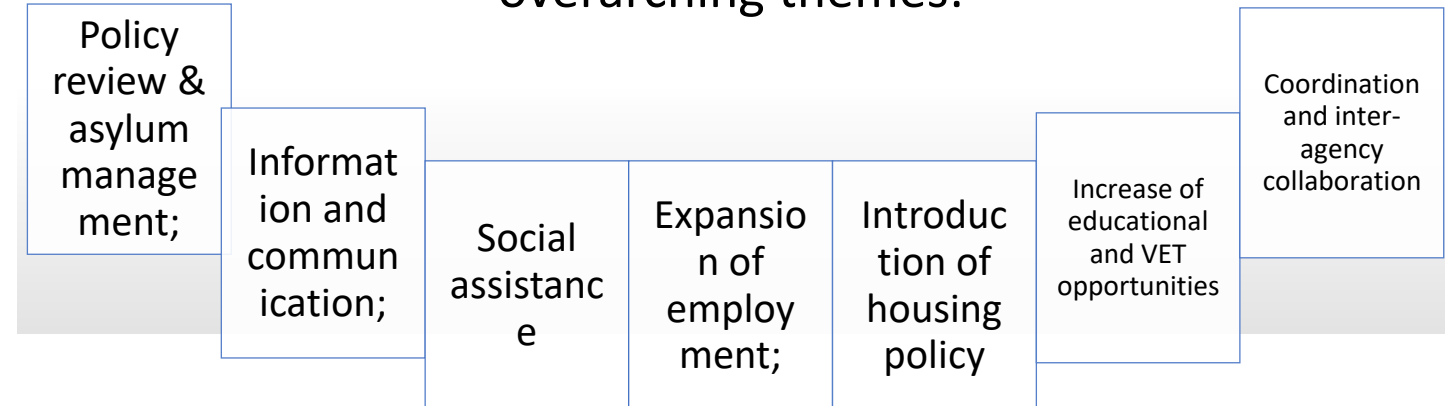 overarching themes:
Policy
review &
asylum
manage
ment;
Informat
ion and
commun
ication;
Social
assistanc
e
Expansio
n of
employ
ment;
Introduc
tion of
housing
policy
Increase of
educational
and VET
opportunities
Coordination
and inter-
agency
collaboration